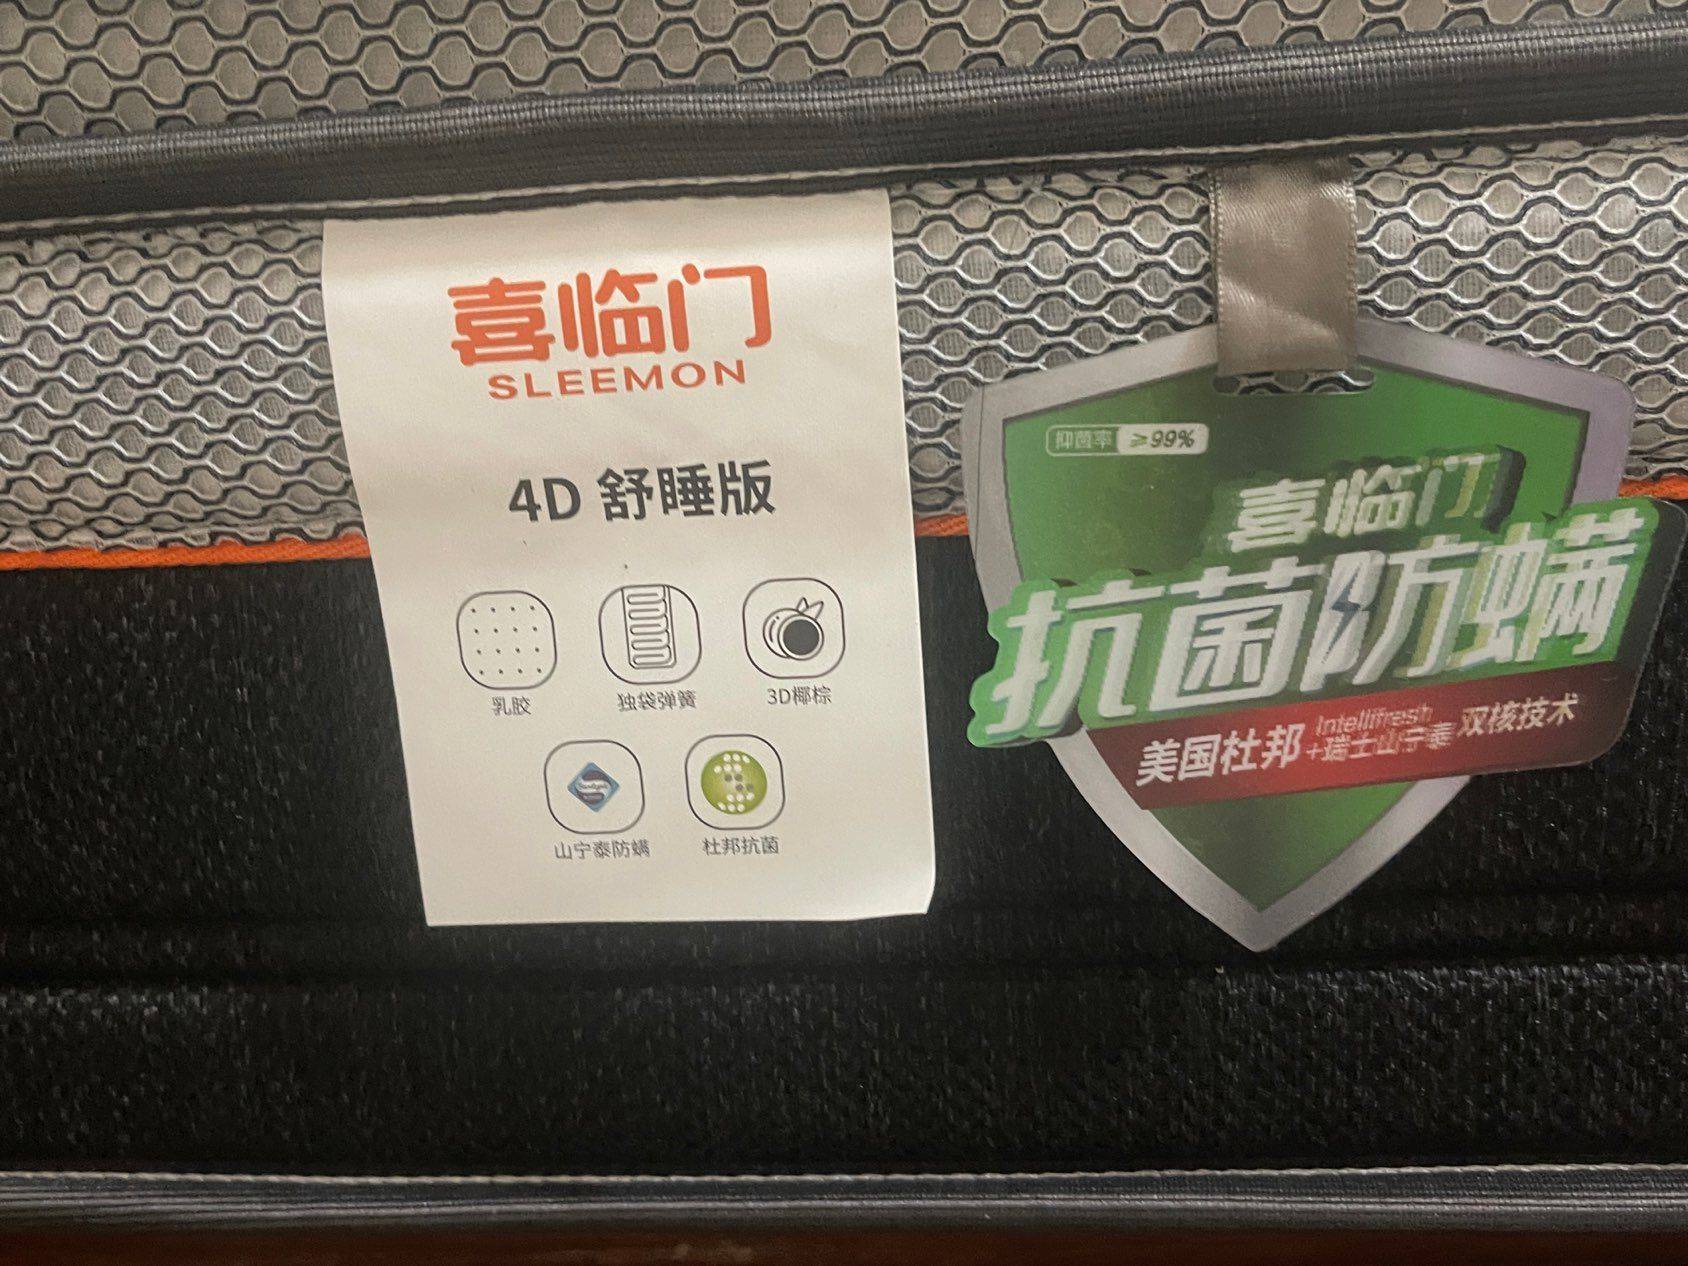 喜临门
SLEEMON
4D 舒睡版
乳胶
独袋弹簧
3D椰棕
山宁泰防螨
杜邦抗菌
抑菌率 ≥99%
喜临门
抗菌防螨
美国杜邦 Intellifresh
+瑞士山宁泰 双核技术